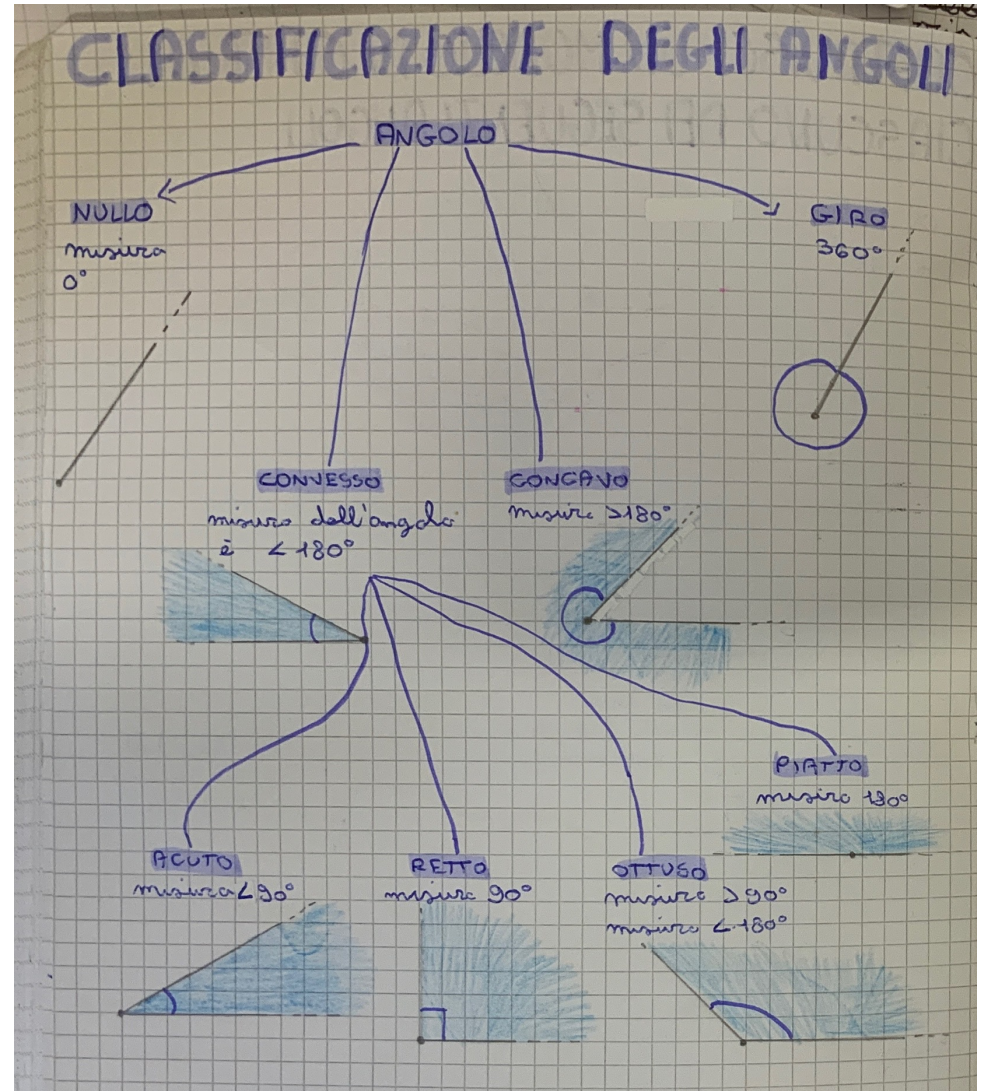 CLASSIFICAZIONE DEGLI ANGOLI
ANGOLO
NULLO
misura
0°
GIRO
360°
CONVESSO
misura dell'angolo
è < 180°
CONCAVO
misura >180°
PIATTO
misura 180°
ACUTO
misura<90°
RETTO
misura 90°
OTTUSO
misura >90°
misura <180°